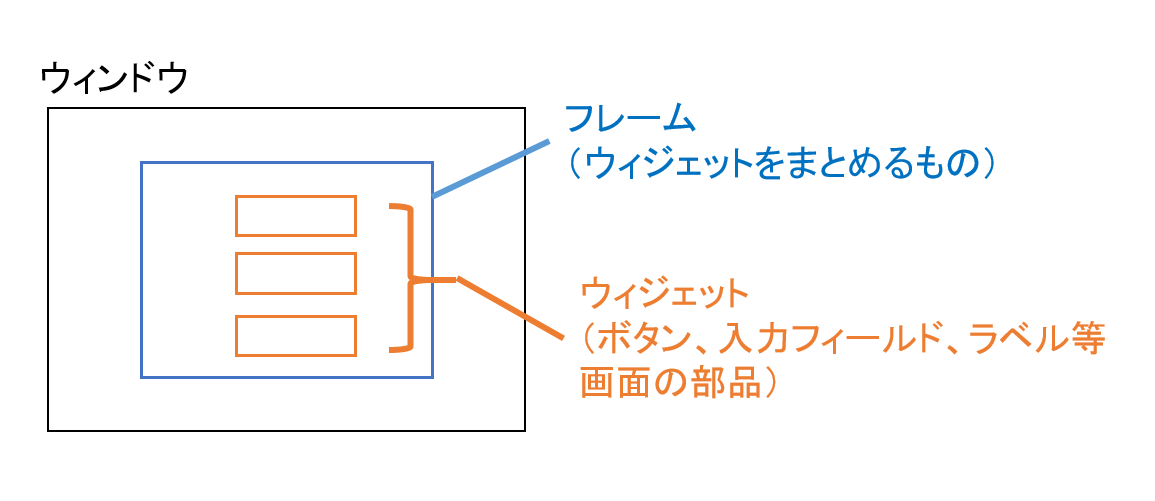 ウィンドウ
フレーム
（ウィジェットをまとめるもの）
ウィジェット
（ボタン、入力フィールド、ラベル等
画面の部品）